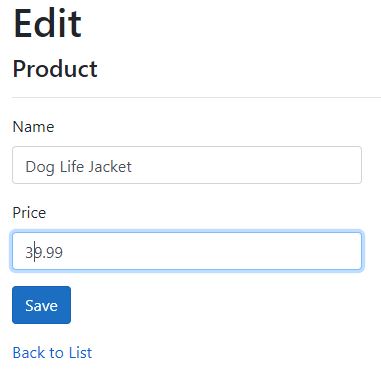 Edit
Product
Name
Dog Life Jacket
Price
39.99
Save
Back to List